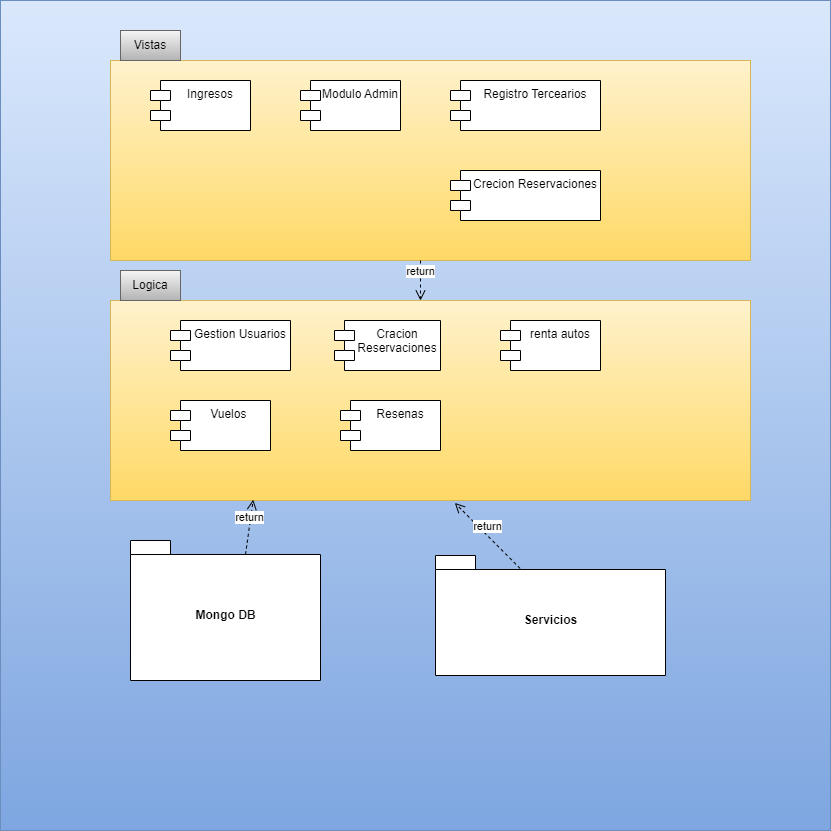 Vistas
Ingresos
Modulo Admin
Registro Tercearios
Crecion Reservaciones
return
Logica
Gestion Usuarios
Cracion
Reservaciones
renta autos
Vuelos
Resenas
return
return
Mongo DB
Servicios